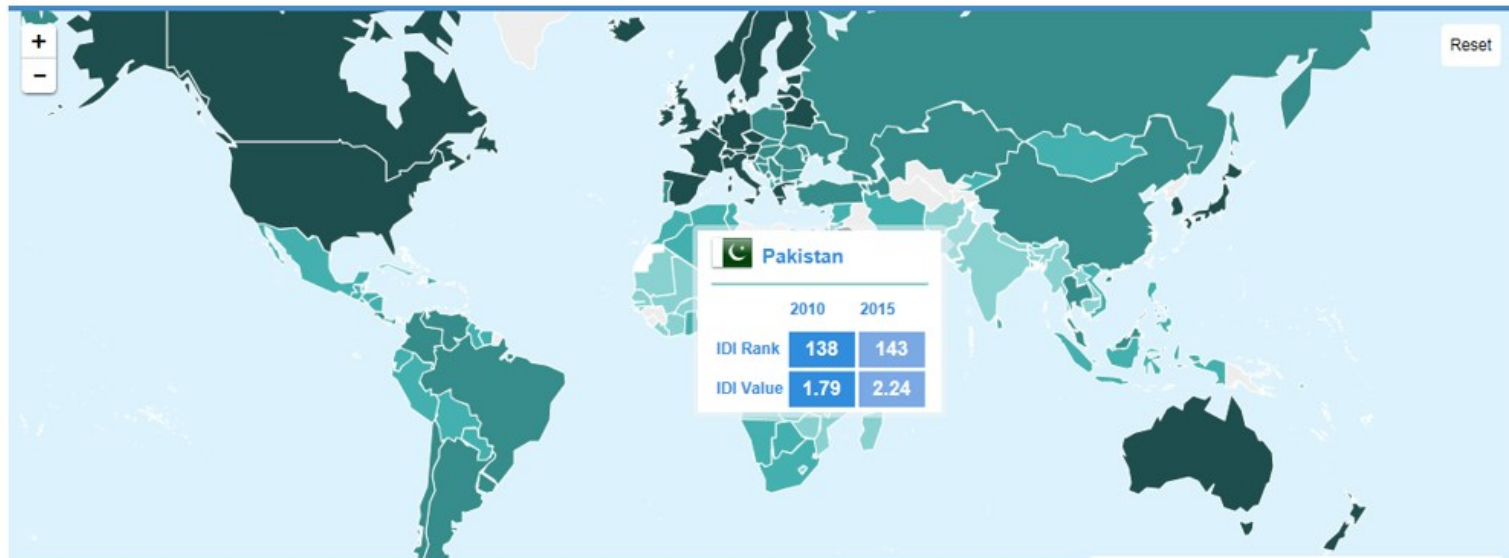 +
−
Reset
Pakistan
2010 2015
IDI Rank 138 143
IDI Value 1.79 2.24